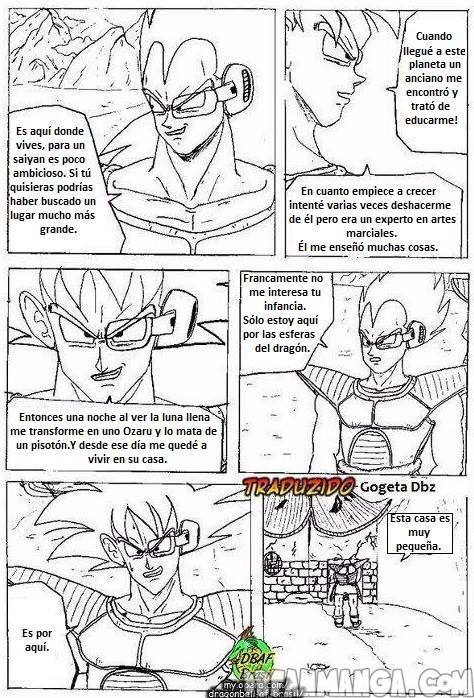 Es aquí donde
vives, para un
saiyan es poco
ambicioso. Si tú
quisieras podrías
haber buscado un
lugar mucho más
grande.
Cuando
llegué a este
planeta un
anciano me
encontró y
trató de
educarme!
En cuanto empiece a crecer
intenté varias veces deshacerme
de él pero era un experto en artes
marciales.
Él me enseñó muchas cosas.
Entonces una noche al ver la luna llena
me transforme en uno Ozaru y lo mata de
un pisotón.Y desde ese día me quedé a
vivir en su casa.
Francamente no
me interesa tu
infancia.
Sólo estoy aquí
por las esferas
del dragón.
TRADUZIDO Gogeta Dbz
Es por
aquí.
Esta casa es
muy
pequeña.
DBAF